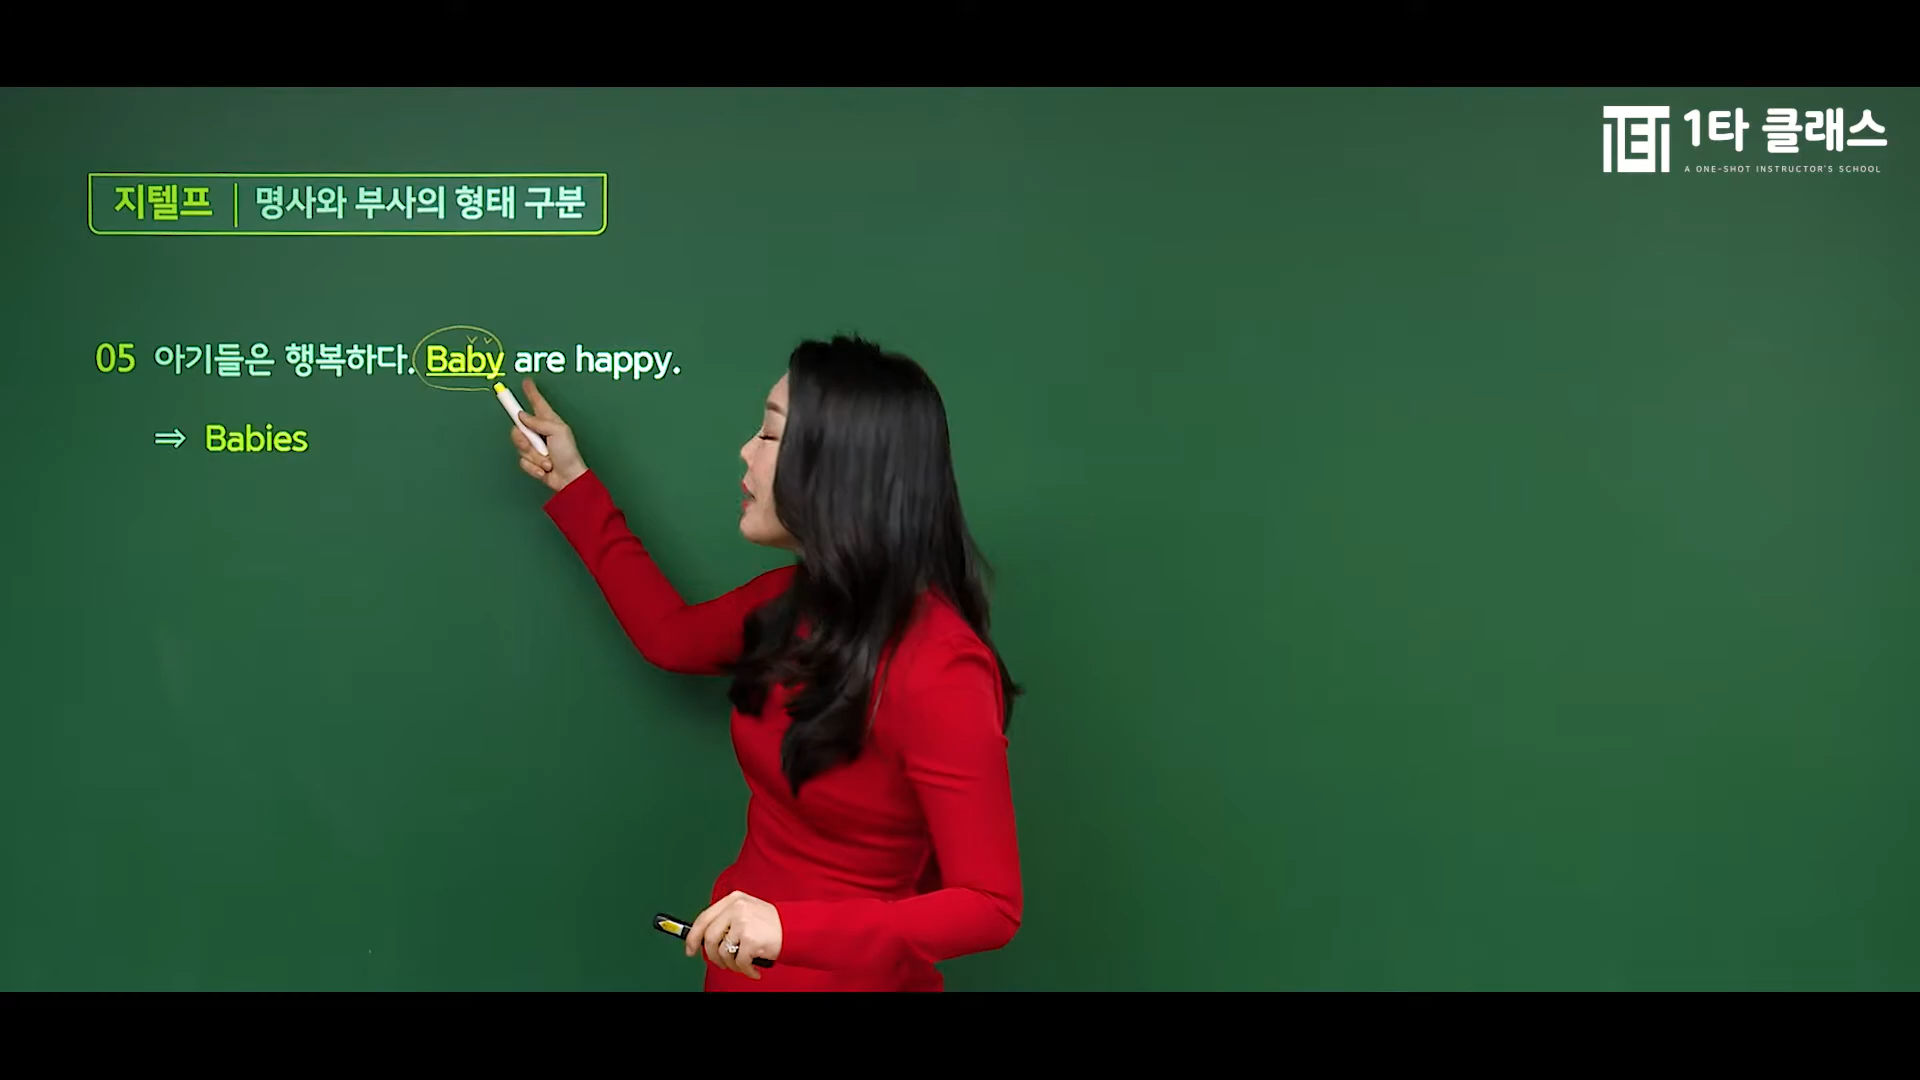 1타 클래스
A ONE-SHOT INSTRUCTOR'S SCHOOL
지텔프 | 명사와 부사의 형태 구분
05 아기들은 행복하다. Baby are happy.
⇒ Babies